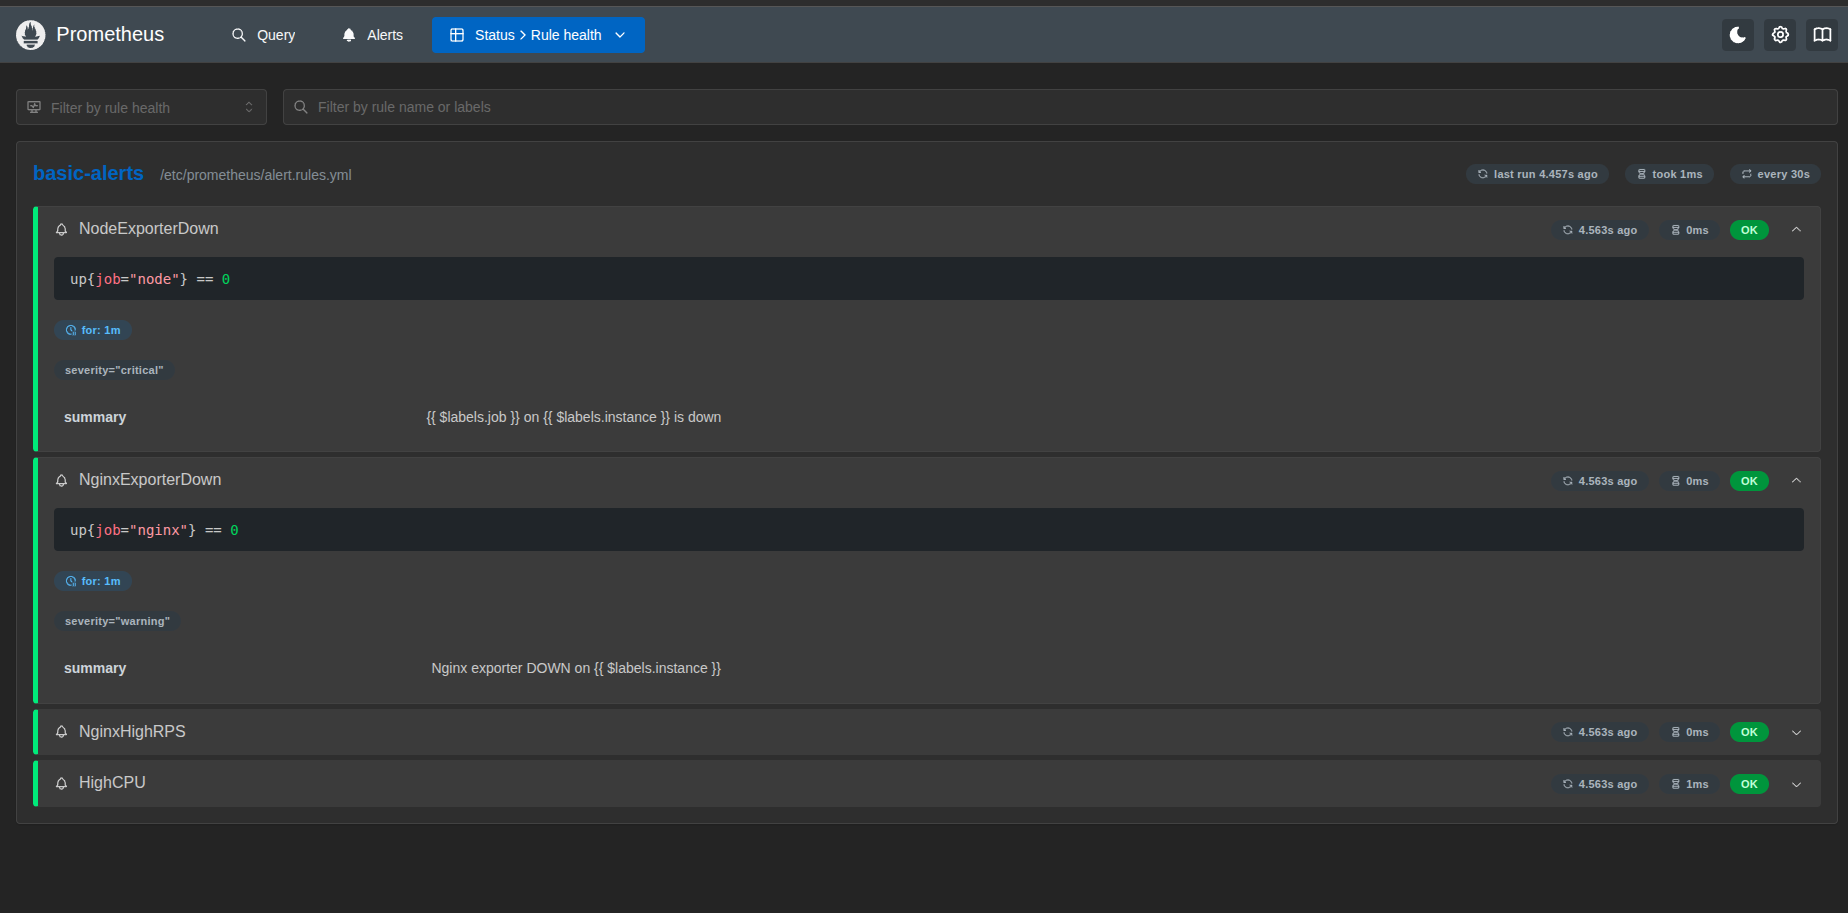 Prometheus Query Alerts Status > Rule health
Filter by rule health Filter by rule name or labels
basic-alerts /etc/prometheus/alert.rules.yml last run 4.457s ago took 1ms every 30s
NodeExporterDown 4.563s ago 0ms OK
up{job="node"} == 0
for: 1m
severity="critical"
summary {{ $labels.job }} on {{ $labels.instance }} is down
NginxExporterDown 4.563s ago 0ms OK
up{job="nginx"} == 0
for: 1m
severity="warning"
summary Nginx exporter DOWN on {{ $labels.instance }}
NginxHighRPS 4.563s ago 0ms OK
HighCPU 4.563s ago 1ms OK